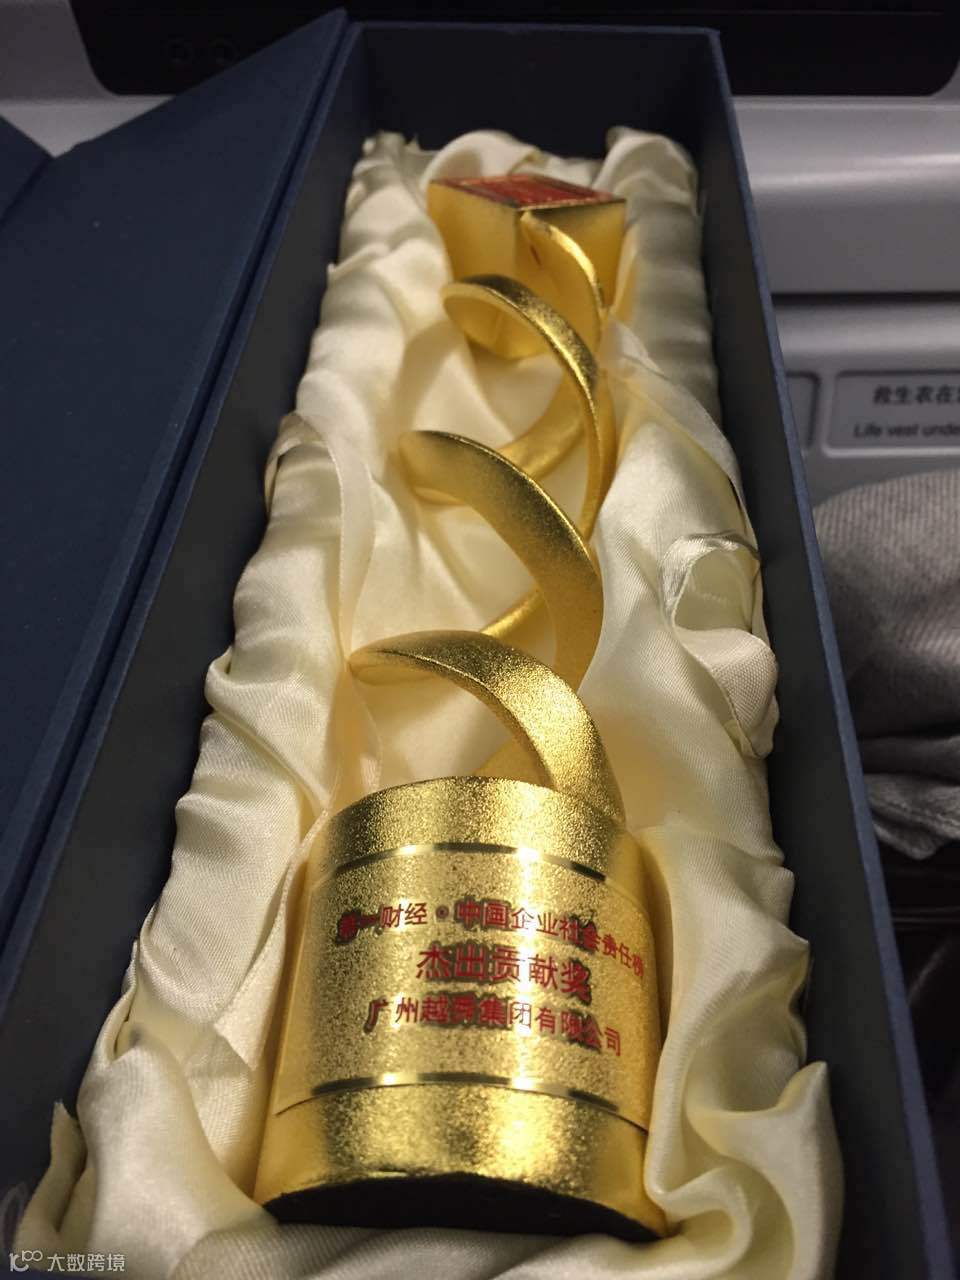 救生衣在
Life vest unde
第一财经·中国企业社会责任榜
杰出贡献奖
广州越秀集团有限公司
大数跨境